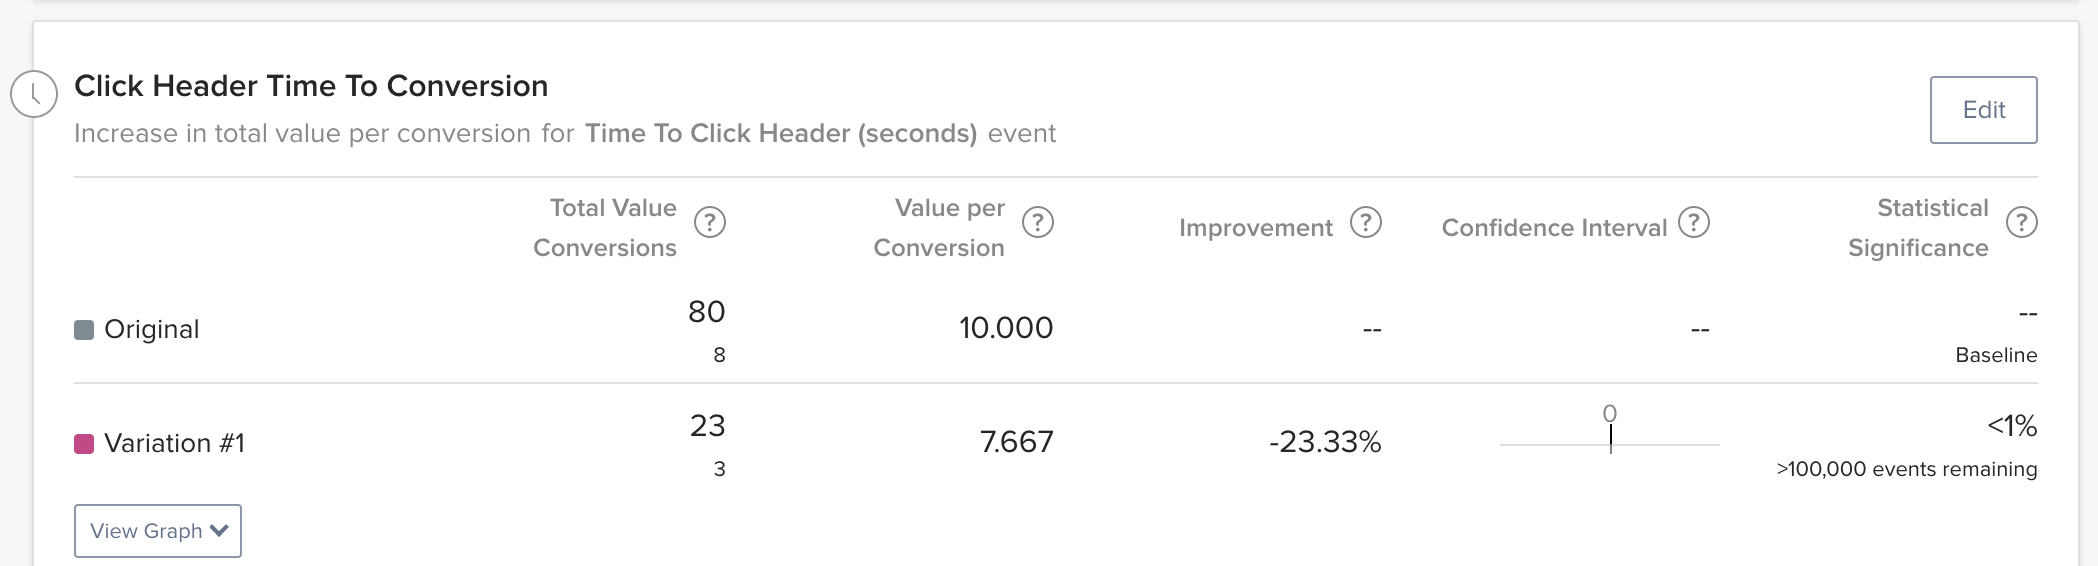 Click Header Time To Conversion
Edit
Increase in total value per conversion for Time To Click Header (seconds) event
Total Value Conversions ?
Value per Conversion ?
Improvement ?
Confidence Interval ?
Statistical Significance ?
Original
80
8
10.000
--
--
--
Baseline
Variation #1
23
3
7.667
-23.33%
0
<1%
>100,000 events remaining
View Graph